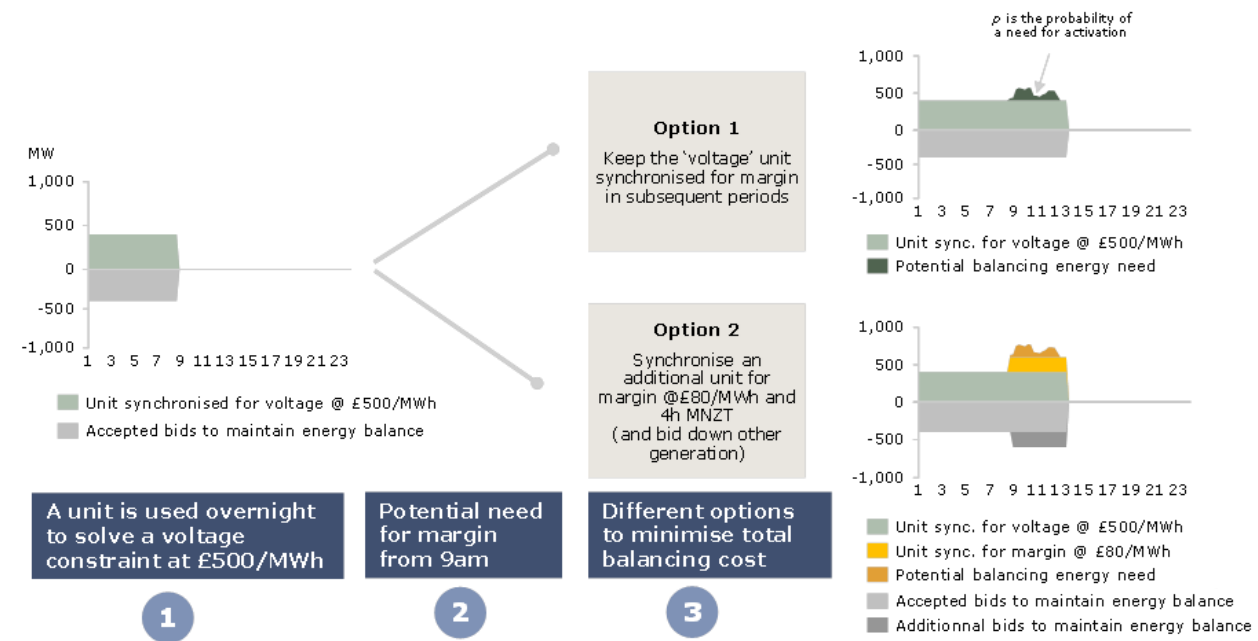 MW
1,000
500
0
-500
-1,000
1 3 5 7 9 11 13 15 17 19 21 23
Unit synchronised for voltage @ £500/MWh
Accepted bids to maintain energy balance
A unit is used overnight
to solve a voltage
constraint at £500/MWh
1
Potential need
for margin
from 9am
2
Option 1
Keep the ‘voltage’ unit
synchronised for margin
in subsequent periods
Option 2
Synchronise an
additional unit for
margin @£80/MWh and
4h MNZT
(and bid down other
generation)
Different options
to minimise total
balancing cost
3
ρ is the probability of
a need for activation
1,000
500
0
-500
-1,000
1 3 5 7 9 11 13 15 17 19 21 23
Unit sync. for voltage @ £500/MWh
Potential balancing energy need
1,000
500
0
-500
-1,000
1 3 5 7 9 11 13 15 17 19 21 23
Unit sync. for voltage @ £500/MWh
Unit sync. for margin @ £80/MWh
Potential balancing energy need
Accepted bids to maintain energy balance
Additionnal bids to maintain energy balance